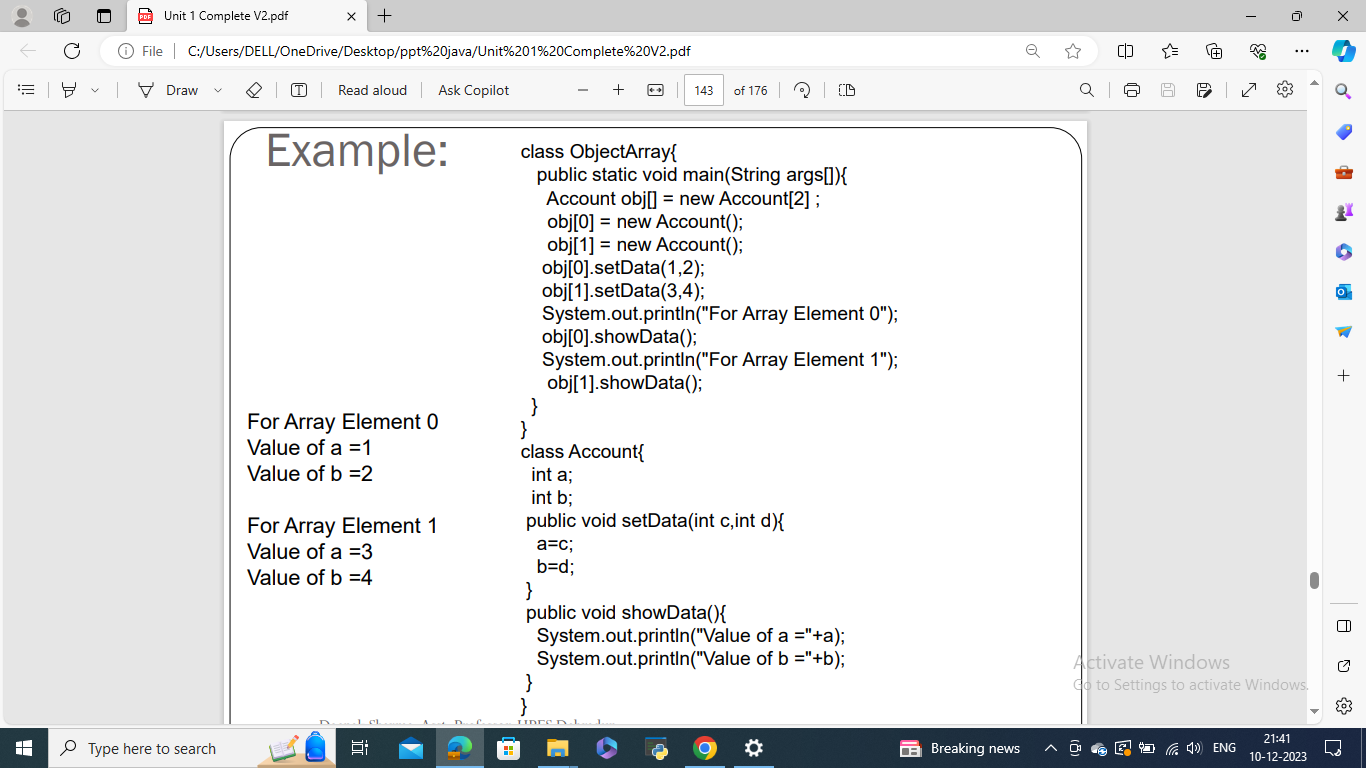 Unit 1 Complete V2.pdf
File
C:/Users/DELL/OneDrive/Desktop/ppt%20java/Unit%201%20Complete%20V2.pdf
Draw
Read aloud
Ask Copilot
143
of 176
Example:
class ObjectArray{
public static void main(String args[]){
Account obj[] = new Account[2] ;
obj[0] = new Account();
obj[1] = new Account();
obj[0].setData(1,2);
obj[1].setData(3,4);
System.out.println("For Array Element 0");
obj[0].showData();
System.out.println("For Array Element 1");
obj[1].showData();
}
}
class Account{
int a;
int b;
public void setData(int c,int d){
a=c;
b=d;
}
public void showData(){
System.out.println("Value of a ="+a);
System.out.println("Value of b ="+b);
}
}
For Array Element 0
Value of a =1
Value of b =2
For Array Element 1
Value of a =3
Value of b =4
Activate Windows
Go to Settings to activate Windows.
Type here to search
Breaking news
ENG
21:41
10-12-2023